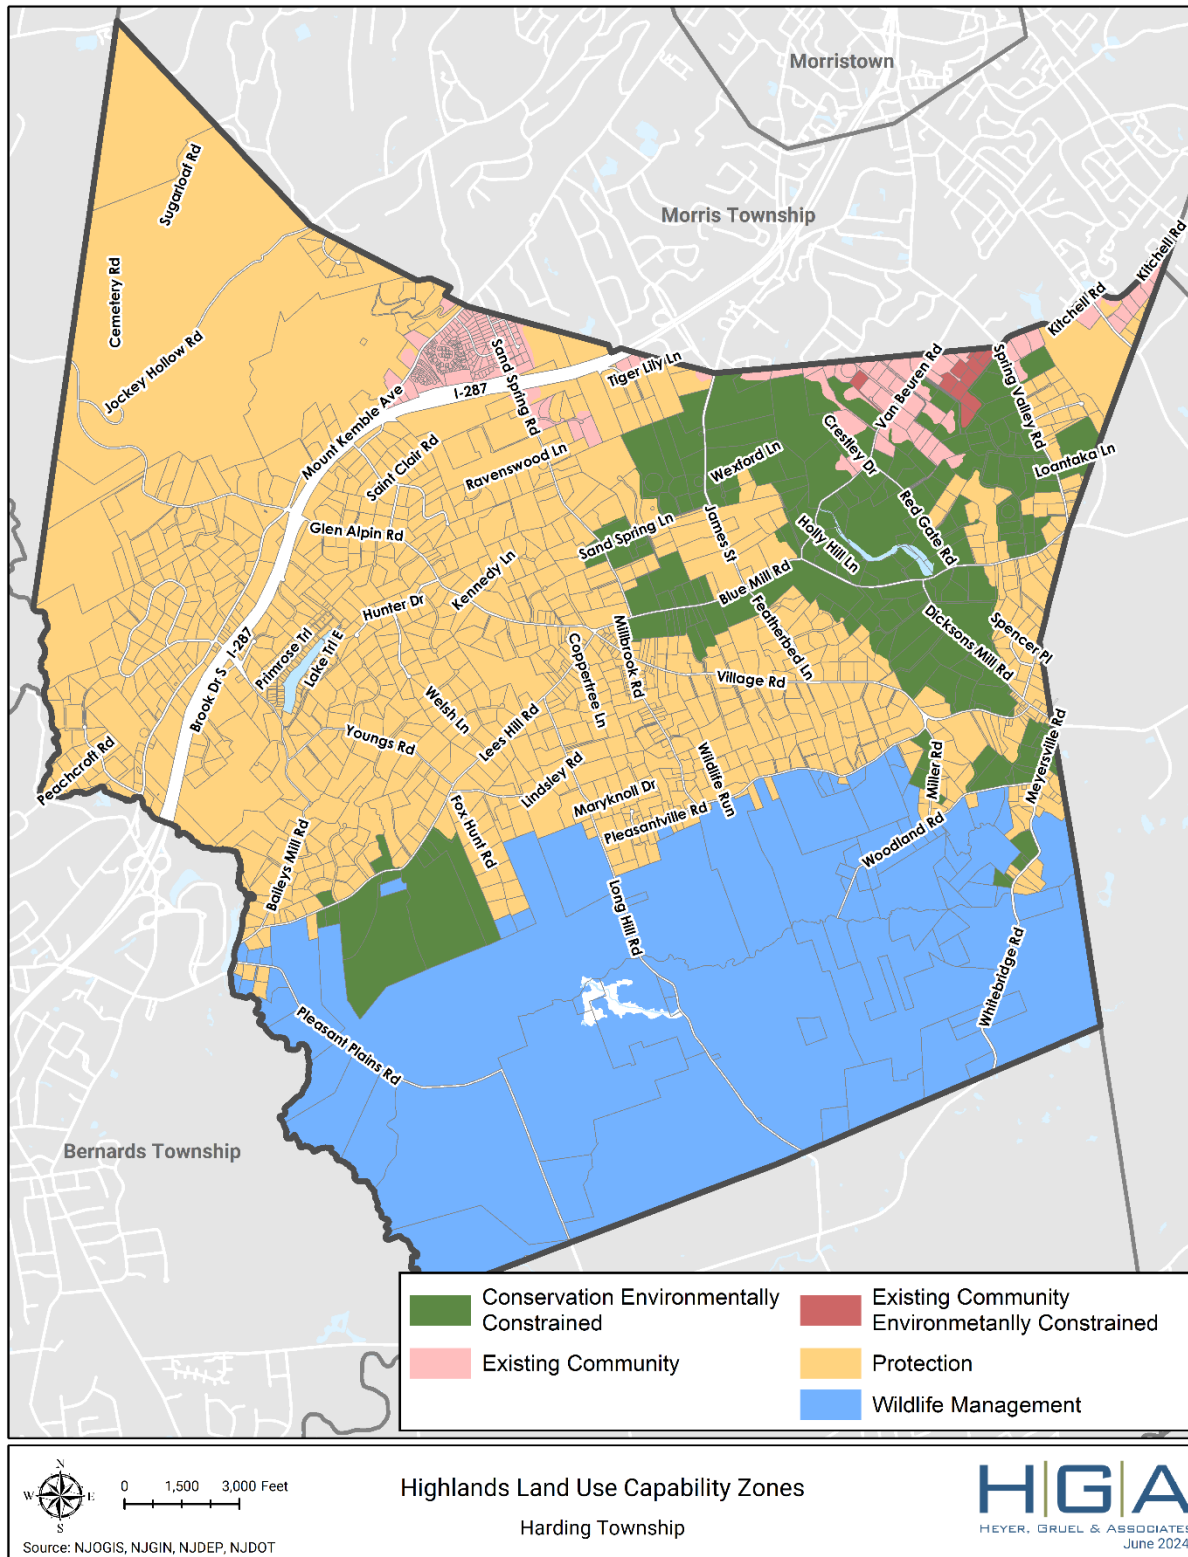 Morristown
Morris Township
Kitchell Rd
Kitchell Rd
Sugarloaf Rd
Cemetery Rd
Jockey Hollow Rd
Sand Spring Rd
Tiger Lily Ln
I-287
Mount Kemble Ave
Van Beuren Rd
Spring Valley Rd
Crestley Dr
Loantaka Ln
Saint Clair Rd
Ravenswood Ln
Wexford Ln
Red Gate Rd
Glen Alpin Rd
Sand Spring Ln
James St
Holly Hill Ln
Kennedy Ln
Blue Mill Rd
Hunter Dr
Featherbed Ln
Dicksons Mill Rd
Spencer Pl
I-287
Primrose Trl
Lake Trl E
Coppertree Ln
Millbrook Rd
Village Rd
Brook Dr S
Welsh Ln
Lees Hill Rd
Youngs Rd
Meyersville Rd
Peachcroft Rd
Lindsley Rd
Wildlife Run
Miller Rd
Maryknoll Dr
Pleasantville Rd
Fox Hunt Rd
Woodland Rd
Baileys Mill Rd
Long Hill Rd
Whitebridge Rd
Pleasant Plains Rd
Bernards Township
Conservation Environmentally
Constrained
Existing Community
Existing Community
Environmetanlly Constrained
Protection
Wildlife Management
N
W
E
S
0 1,500 3,000 Feet
Source: NJOGIS, NJGIN, NJDEP, NJDOT
Highlands Land Use Capability Zones
Harding Township
H|G|A
HEYER, GRUEL & ASSOCIATES
June 2024